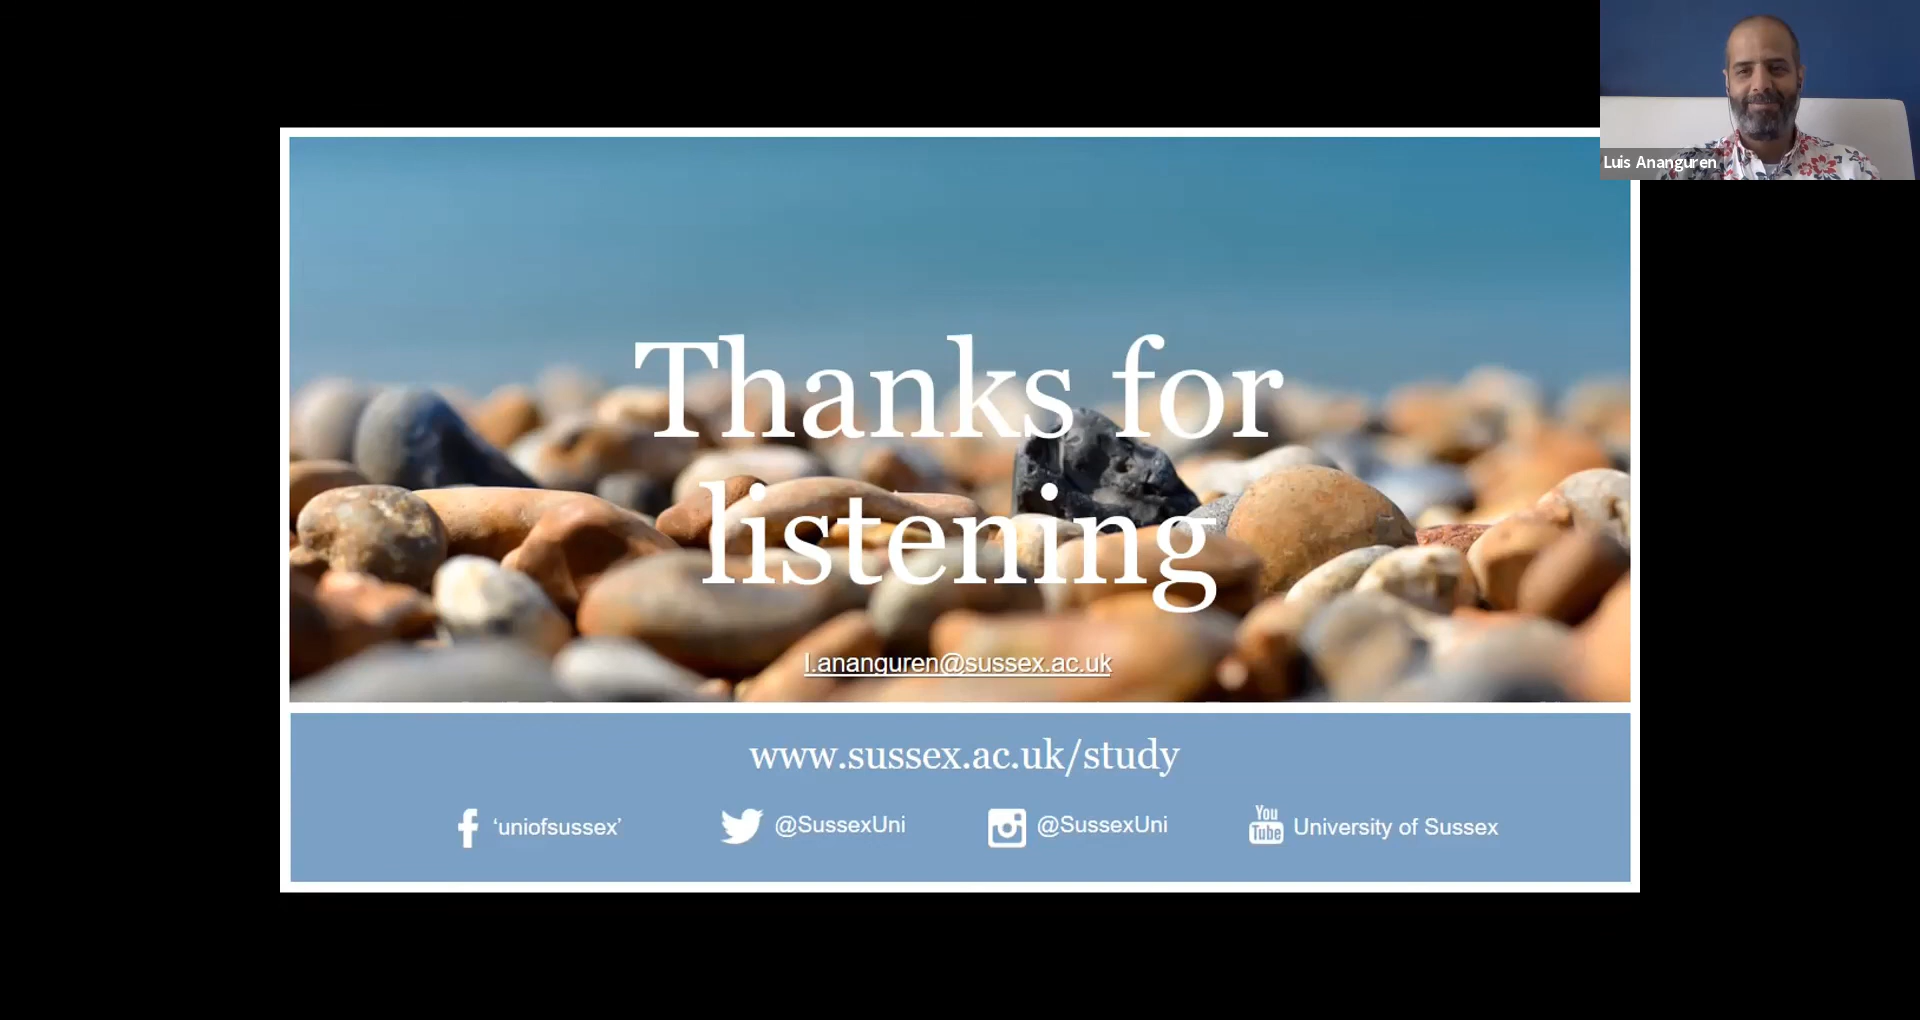 Luis Ananguren
Thanks for
listening
l.ananguren@sussex.ac.uk
www.sussex.ac.uk/study
‘uniofsussex’
@SussexUni
@SussexUni
You
Tube
University of Sussex